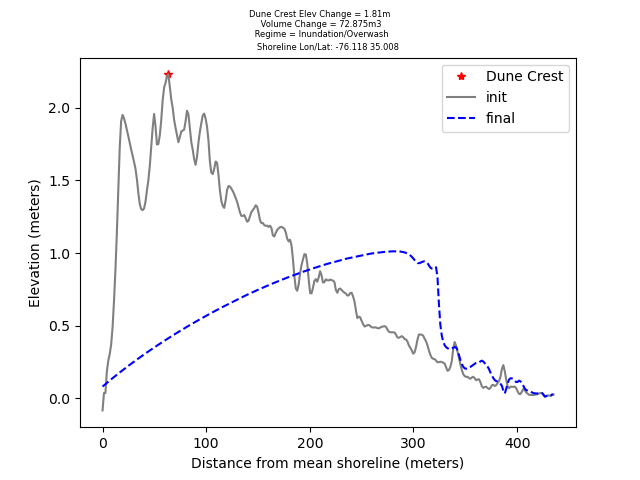 Dune Crest Elev Change = 1.81m
Volume Change = 72.875m3
Regime = Inundation/Overwash
Shoreline Lon/Lat: -76.118 35.008
Dune Crest
init
final
2.0
1.5
1.0
0.5
0.0
Elevation (meters)
0 100 200 300 400
Distance from mean shoreline (meters)